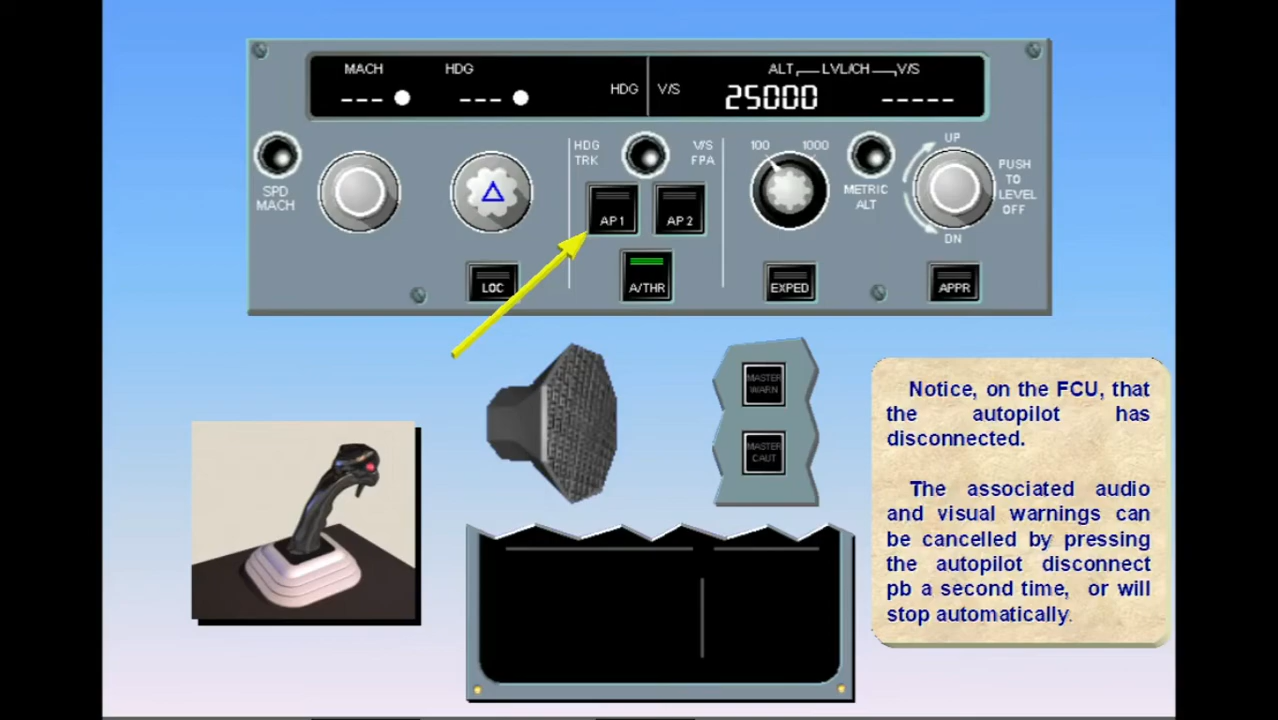 MACH HDG HDG V/S ALT LVL/CH V/S
--- --- 25000 -----
SPD
MACH
HDG
TRK
V/S
FPA
100 1000
METRIC
ALT
UP
PUSH
TO
LEVEL
OFF
DN
AP 1
AP 2
LOC
A/THR
EXPED
APPR
MASTER
WARN
MASTER
CAUT
Notice, on the FCU, that
the autopilot has
disconnected.
The associated audio
and visual warnings can
be cancelled by pressing
the autopilot disconnect
pb a second time, or will
stop automatically.